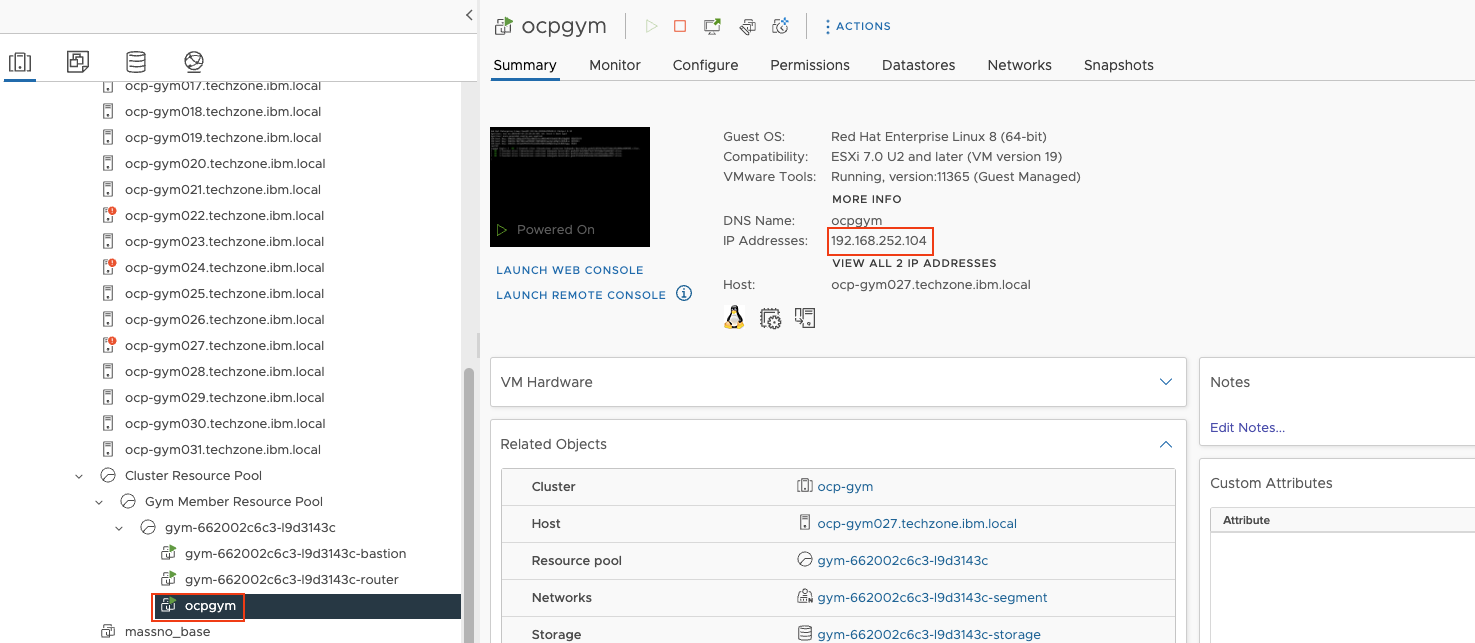 ocp-gym017.techzone.ibm.local
ocp-gym018.techzone.ibm.local
ocp-gym019.techzone.ibm.local
ocp-gym020.techzone.ibm.local
ocp-gym021.techzone.ibm.local
ocp-gym022.techzone.ibm.local
ocp-gym023.techzone.ibm.local
ocp-gym024.techzone.ibm.local
ocp-gym025.techzone.ibm.local
ocp-gym026.techzone.ibm.local
ocp-gym027.techzone.ibm.local
ocp-gym028.techzone.ibm.local
ocp-gym029.techzone.ibm.local
ocp-gym030.techzone.ibm.local
ocp-gym031.techzone.ibm.local
Cluster Resource Pool
Gym Member Resource Pool
gym-662002c6c3-l9d3143c
gym-662002c6c3-l9d3143c-bastion
gym-662002c6c3-l9d3143c-router
ocpgym
massno_base
ocpgym
ACTIONS
Summary Monitor Configure Permissions Datastores Networks Snapshots
Powered On
LAUNCH WEB CONSOLE
LAUNCH REMOTE CONSOLE
Guest OS: Red Hat Enterprise Linux 8 (64-bit)
Compatibility: ESXi 7.0 U2 and later (VM version 19)
VMware Tools: Running, version:11365 (Guest Managed)
MORE INFO
DNS Name: ocpgym
IP Addresses: 192.168.252.104
VIEW ALL 2 IP ADDRESSES
Host: ocp-gym027.techzone.ibm.local
VM Hardware
Related Objects
Cluster ocp-gym
Host ocp-gym027.techzone.ibm.local
Resource pool gym-662002c6c3-l9d3143c
Networks gym-662002c6c3-l9d3143c-segment
Storage gym-662002c6c3-l9d3143c-storage
Notes
Edit Notes...
Custom Attributes
Attribute